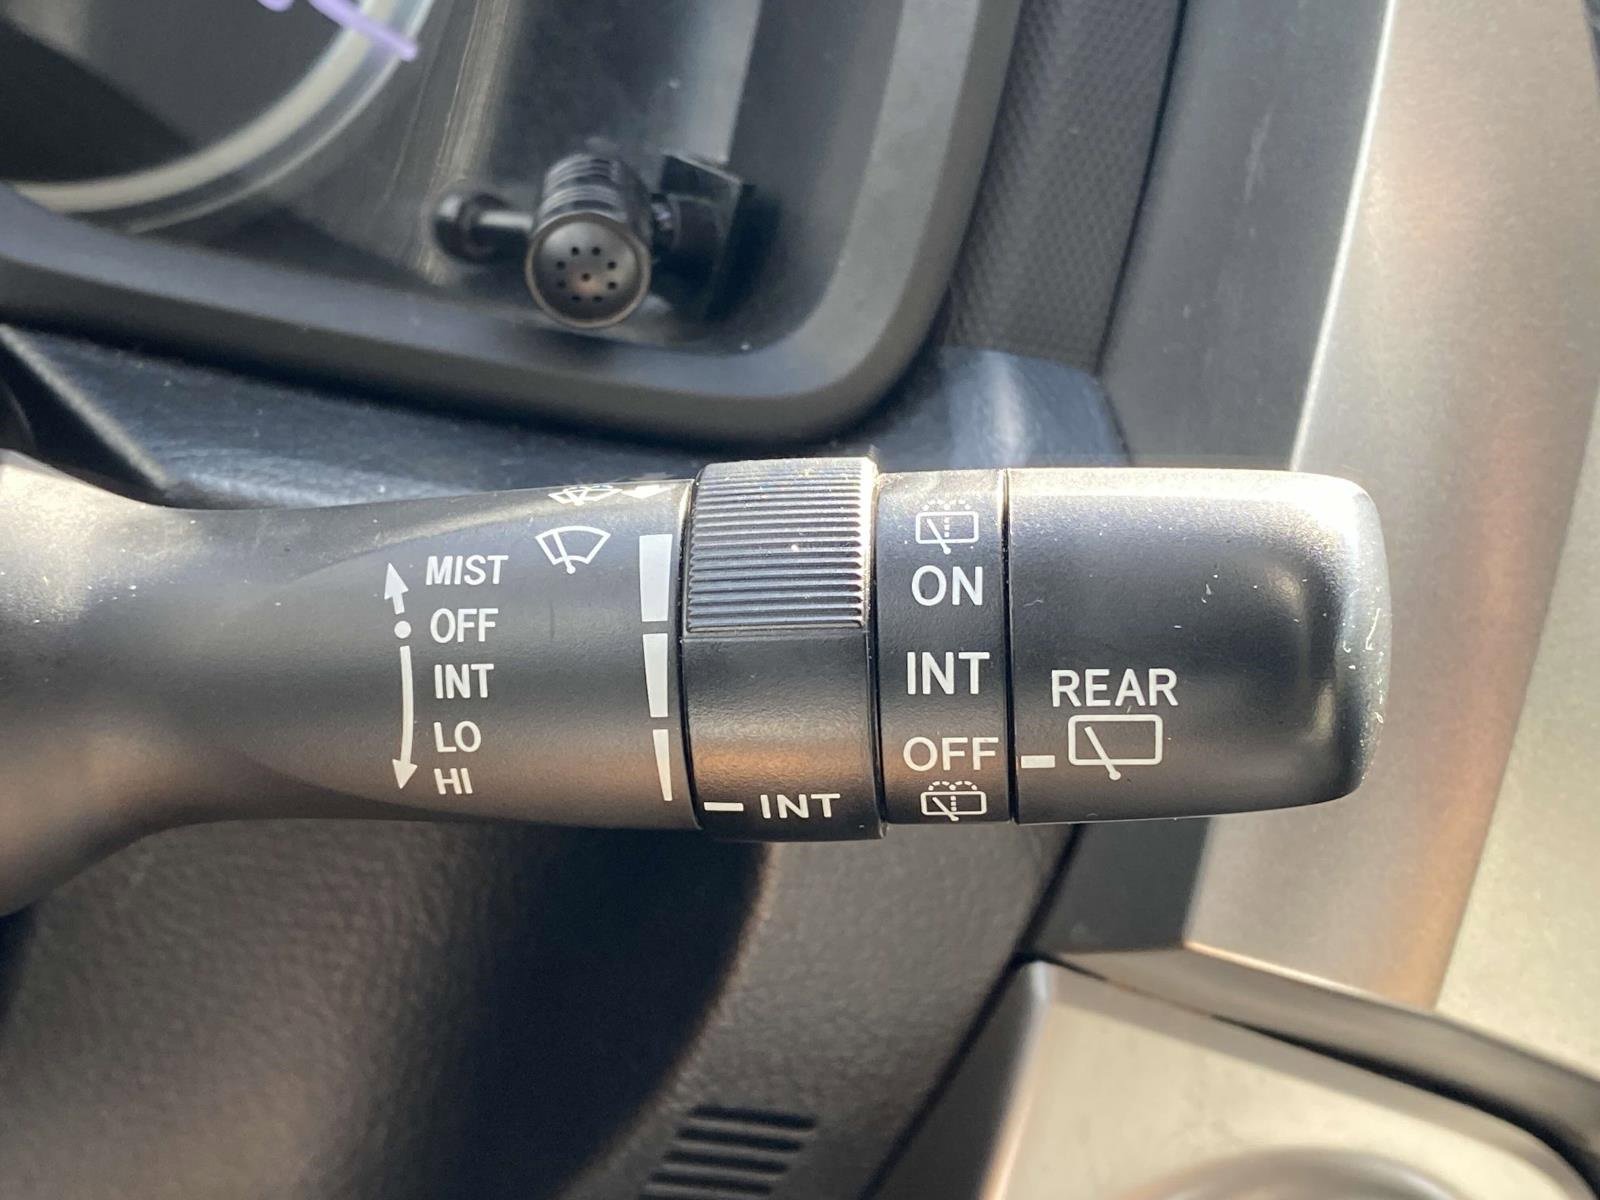 MIST
OFF
INT
LO
HI
INT
ON
INT
OFF
REAR